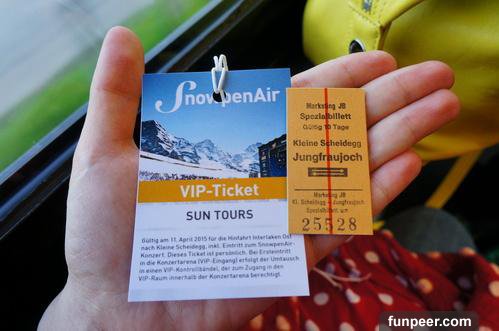 SnowpenAir
VIP-Ticket
SUN TOURS
Gültig am 11. April 2015 für die Hinfahrt Interlaken Ost
nach Kleine Scheidegg, inkl. Eintritt zum SnowpenAir-
Konzert. Dieses Ticket ist persönlich. Bei Ersteintritt
in die Konzertarena (VIP-Eingang) erfolgt der Umtausch
in einen VIP-Kontrollbändel, der zum Zugang in den
VIP-Raum innerhalb der Konzertarena berechtigt.
Marketing JB
Spezialbillett
Gültig 10 Tage
Kleine Scheidegg
Jungfraujoch
Marketing JB
Kl. Scheidegg - Jungfraujoch
Spezialbillett
25528
funpeer.com